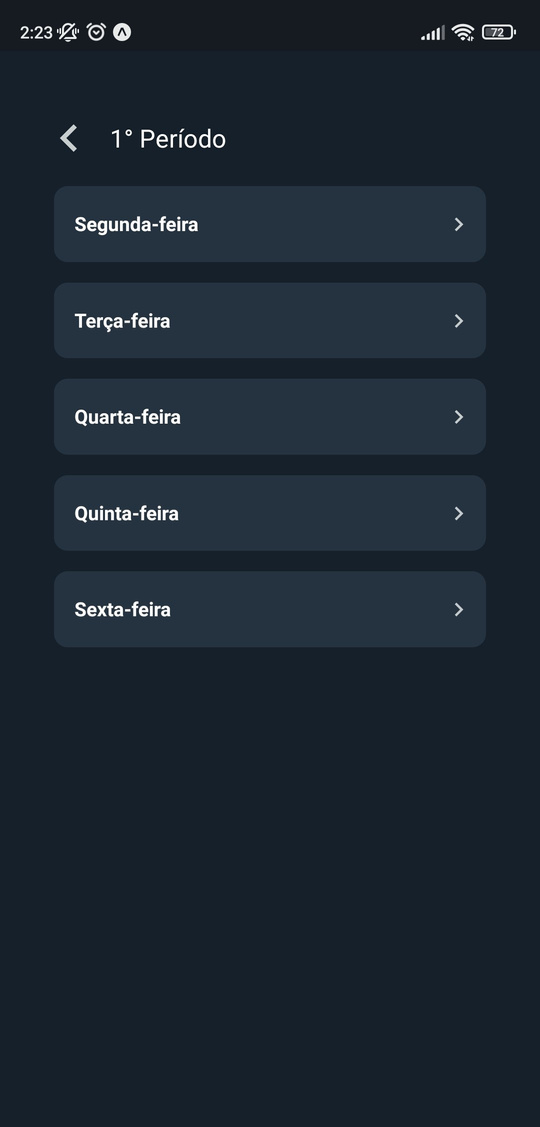 2:23
72
1° Período
Segunda-feira
Terça-feira
Quarta-feira
Quinta-feira
Sexta-feira